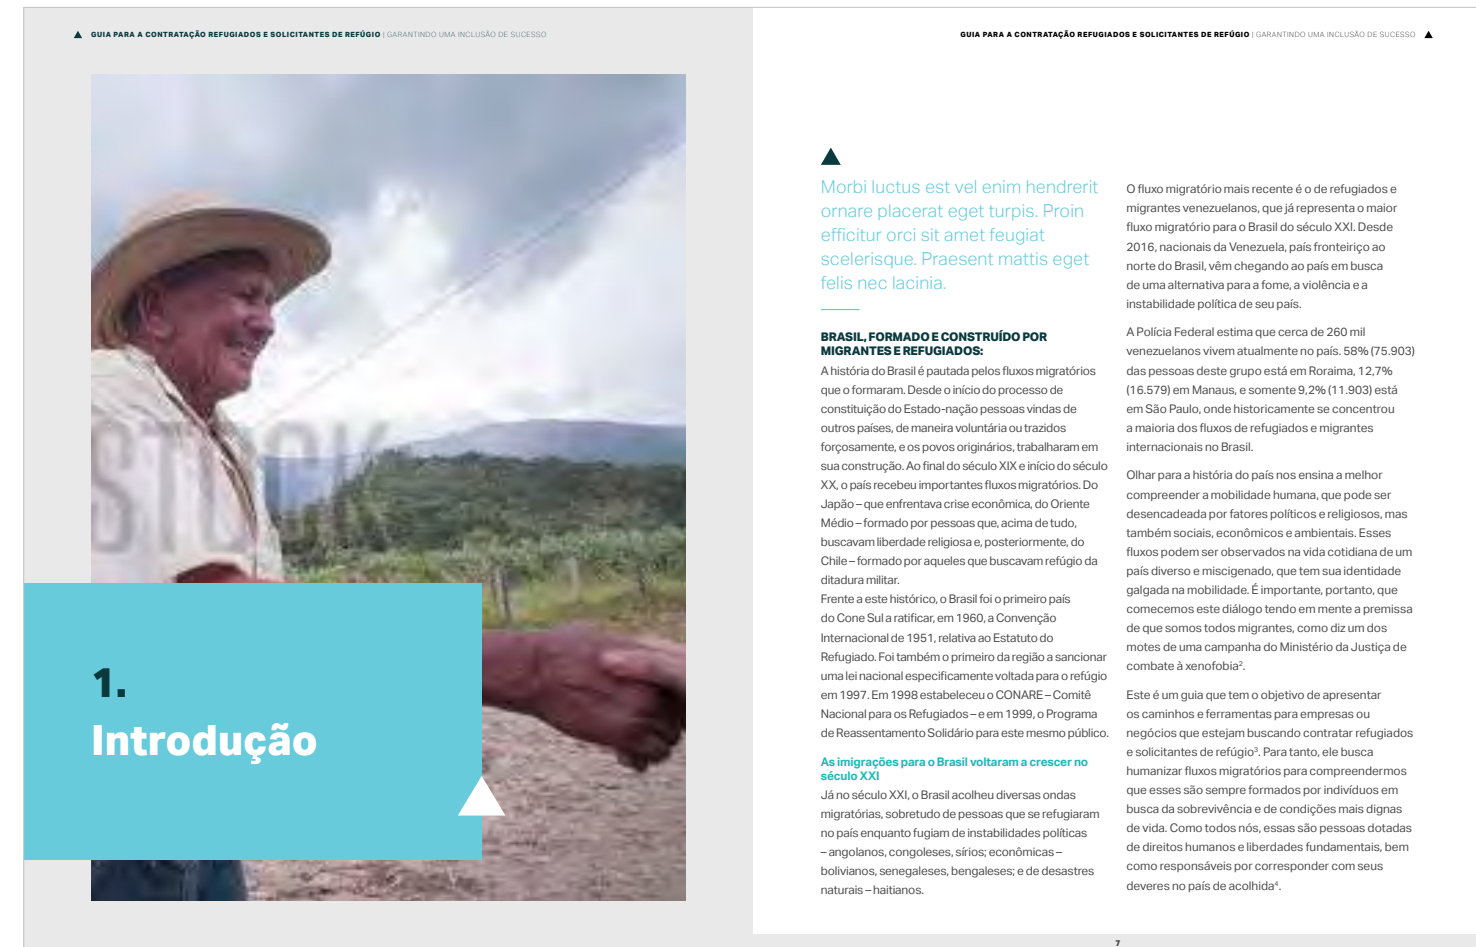 GUIA PARA A CONTRATAÇÃO REFUGIADOS E SOLICITANTES DE REFÚGIO | GARANTINDO UMA INCLUSÃO DE SUCESSO
STOCK
1.
Introdução
GUIA PARA A CONTRATAÇÃO REFUGIADOS E SOLICITANTES DE REFÚGIO | GARANTINDO UMA INCLUSÃO DE SUCESSO
Morbi luctus est vel enim hendrerit
ornare placerat eget turpis. Proin
efficitur orci sit amet feugiat
scelerisque. Praesent mattis eget
felis nec lacinia.
BRASIL, FORMADO E CONSTRUÍDO POR
MIGRANTES E REFUGIADOS:
A história do Brasil é pautada pelos fluxos migratórios
que o formaram. Desde o início do processo de
constituição do Estado-nação pessoas vindas de
outros países, de maneira voluntária ou trazidos
forçosamente, e os povos originários, trabalharam em
sua construção. Ao final do século XIX e início do século
XX, o país recebeu importantes fluxos migratórios. Do
Japão – que enfrentava crise econômica, do Oriente
Médio – formado por pessoas que, acima de tudo,
buscavam liberdade religiosa e, posteriormente, do
Chile – formado por aqueles que buscavam refúgio da
ditadura militar.
Frente a este histórico, o Brasil foi o primeiro país
do Cone Sul a ratificar, em 1960, a Convenção
Internacional de 1951, relativa ao Estatuto do
Refugiado. Foi também o primeiro da região a sancionar
uma lei nacional especificamente voltada para o refúgio
em 1997. Em 1998 estabeleceu o CONARE – Comitê
Nacional para os Refugiados – e em 1999, o Programa
de Reassentamento Solidário para este mesmo público.
As imigrações para o Brasil voltaram a crescer no
século XXI
Já no século XXI, o Brasil acolheu diversas ondas
migratórias, sobretudo de pessoas que se refugiaram
no país enquanto fugiam de instabilidades políticas
– angolanos, congoleses, sírios; econômicas –
bolivianos, senegaleses, bengaleses; e de desastres
naturais – haitianos.
O fluxo migratório mais recente é o de refugiados e
migrantes venezuelanos, que já representa o maior
fluxo migratório para o Brasil do século XXI. Desde
2016, nacionais da Venezuela, país fronteiriço ao
norte do Brasil, vêm chegando ao país em busca
de uma alternativa para a fome, a violência e a
instabilidade política de seu país.
A Polícia Federal estima que cerca de 260 mil
venezuelanos vivem atualmente no país. 58% (75.903)
das pessoas deste grupo está em Roraima, 12,7%
(16.579) em Manaus, e somente 9,2% (11.903) está
em São Paulo, onde historicamente se concentrou
a maioria dos fluxos de refugiados e migrantes
internacionais no Brasil.
Olhar para a história do país nos ensina a melhor
compreender a mobilidade humana, que pode ser
desencadeada por fatores políticos e religiosos, mas
também sociais, econômicos e ambientais. Esses
fluxos podem ser observados na vida cotidiana de um
país diverso e miscigenado, que tem sua identidade
galgada na mobilidade. É importante, portanto, que
comecemos este diálogo tendo em mente a premissa
de que somos todos migrantes, como diz um dos
motes de uma campanha do Ministério da Justiça de
combate à xenofobia².
Este é um guia que tem o objetivo de apresentar
os caminhos e ferramentas para empresas ou
negócios que estejam buscando contratar refugiados
e solicitantes de refúgio³. Para tanto, ele busca
humanizar fluxos migratórios para compreendermos
que esses são sempre formados por indivíduos em
busca da sobrevivência e de condições mais dignas
de vida. Como todos nós, essas são pessoas dotadas
de direitos humanos e liberdades fundamentais, bem
como responsáveis por corresponder com seus
deveres no país de acolhida⁴.
7